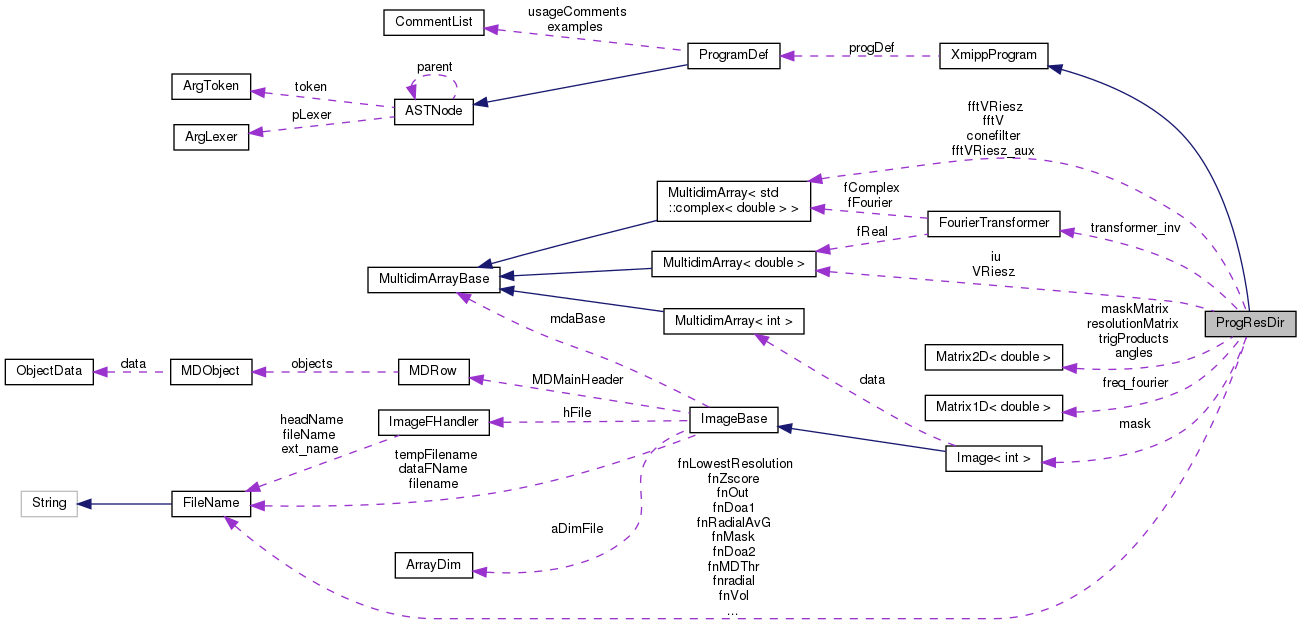 CommentList
usageComments
examples
ProgramDef
progDef
XmippProgram
parent
ArgToken
token
ASTNode
pLexer
ArgLexer
fftVRiesz
fftV
conefilter
fftVRiesz_aux
MultidimArray< std
::complex< double > >
fComplex
fFourier
FourierTransformer
transformer_inv
fReal
MultidimArray< double >
iu
VRiesz
MultidimArrayBase
mdaBase
MultidimArray< int >
ProgResDir
maskMatrix
resolutionMatrix
trigProducts
angles
Matrix2D< double >
ObjectData
data
MDObject
objects
MDRow
MDMainHeader
data
freq_fourier
Matrix1D< double >
mask
headName
fileName
ext_name
ImageFHandler
hFile
ImageBase
Image< int >
tempFilename
dataFName
filename
String
FileName
aDimFile
ArrayDim
fnLowestResolution
fnZscore
fnOut
fnDoa1
fnRadialAvG
fnMask
fnDoa2
fnMDThr
fnradial
fnVol
...